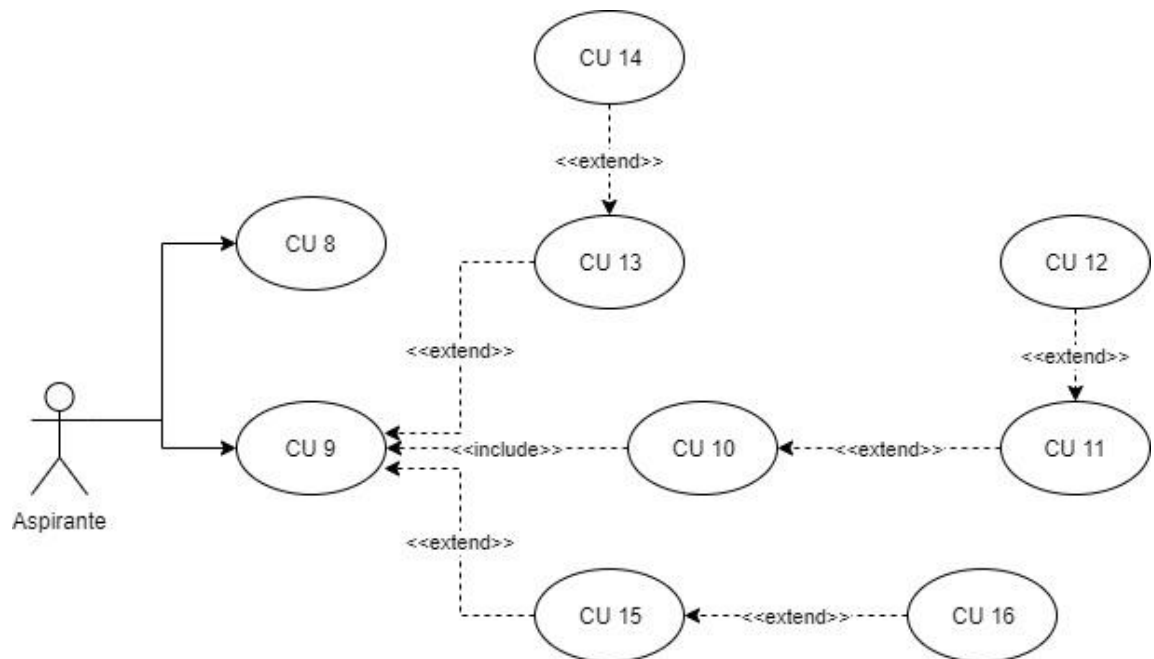 CU 14
<<extend>>
CU 8
CU 13
CU 12
<<extend>>
<<extend>>
CU 9
<<include>>
CU 10
<<extend>>
CU 11
Aspirante
<<extend>>
CU 15
<<extend>>
CU 16